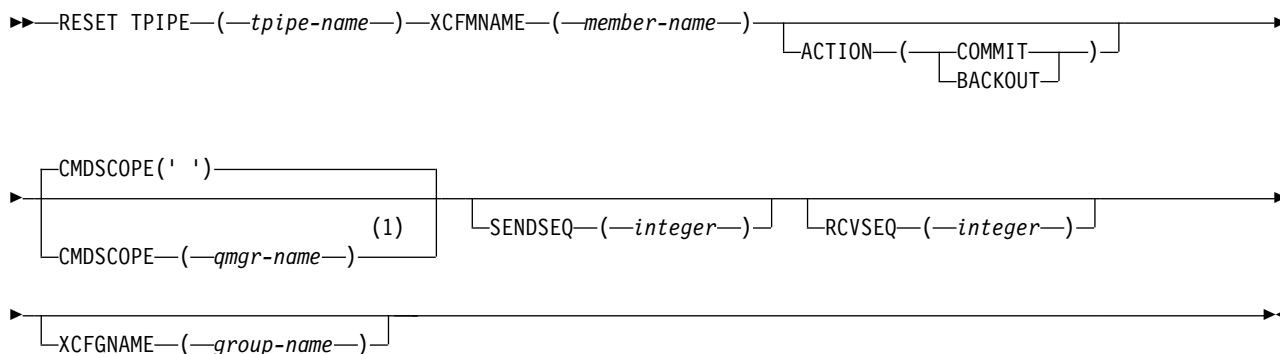 RESET TPIPE ( tpipe-name ) XCFMNAME ( member-name )
ACTION ( COMMIT )
BACKOUT
CMDSCOPE(' ')
(1)
CMDSCOPE ( qmgr-name )
SENDSEQ ( integer )
RCVSEQ ( integer )
XCFGNAME ( group-name )